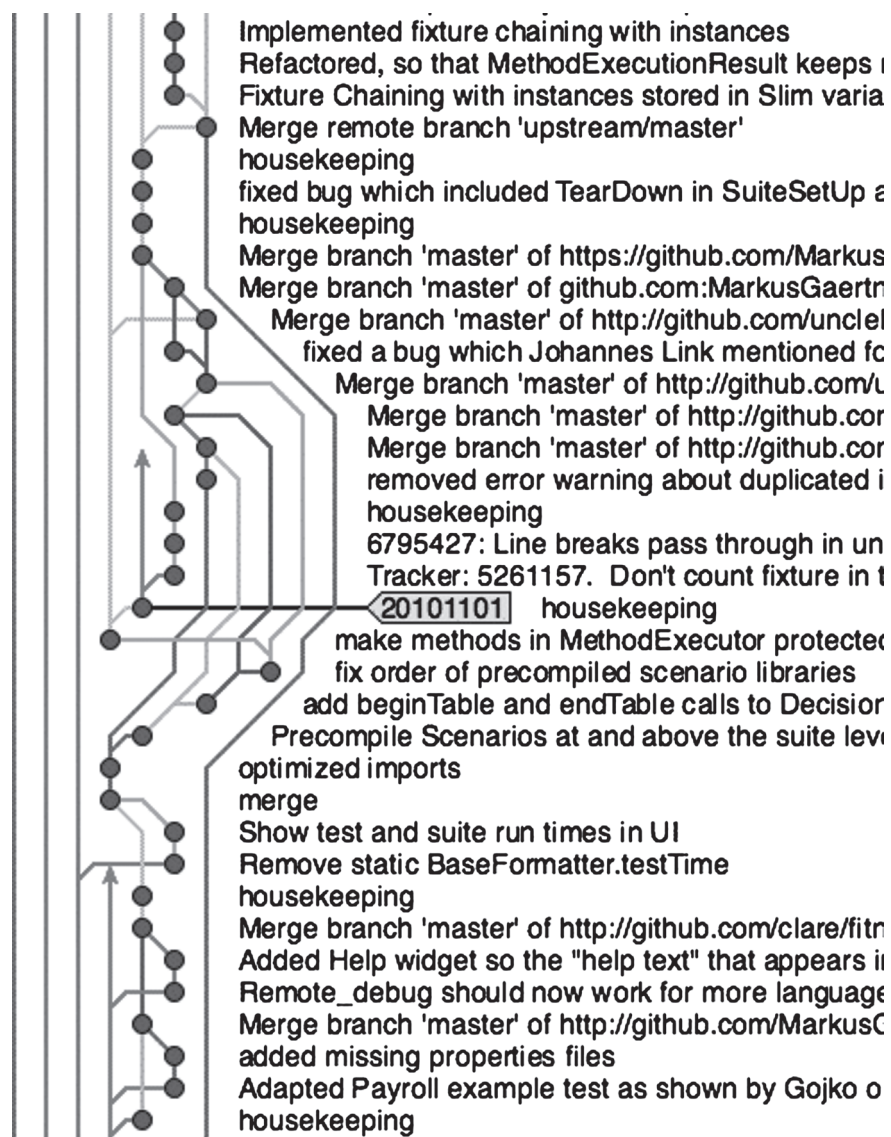 Implemented fixture chaining with instances
Refactored, so that MethodExecutionResult keeps
Fixture Chaining with instances stored in Slim varia
Merge remote branch 'upstream/master'
housekeeping
fixed bug which included TearDown in SuiteSetUp a
housekeeping
Merge branch 'master' of https://github.com/Markus
Merge branch 'master' of github.com:MarkusGaertn
Merge branch 'master' of http://github.com/unclel
fixed a bug which Johannes Link mentioned fo
Merge branch 'master' of http://github.com/u
Merge branch 'master' of http://github.cor
Merge branch 'master' of http://github.cor
removed error warning about duplicated i
housekeeping
6795427: Line breaks pass through in un
Tracker: 5261157. Don't count fixture in t
20101101 housekeeping
make methods in MethodExecutor protected
fix order of precompiled scenario libraries
add beginTable and endTable calls to Decision
Precompile Scenarios at and above the suite leve
optimized imports
merge
Show test and suite run times in UI
Remove static BaseFormatter.testTime
housekeeping
Merge branch 'master' of http://github.com/clare/fitn
Added Help widget so the "help text" that appears in
Remote_debug should now work for more language
Merge branch 'master' of http://github.com/MarkusG
added missing properties files
Adapted Payroll example test as shown by Gojko o
housekeeping